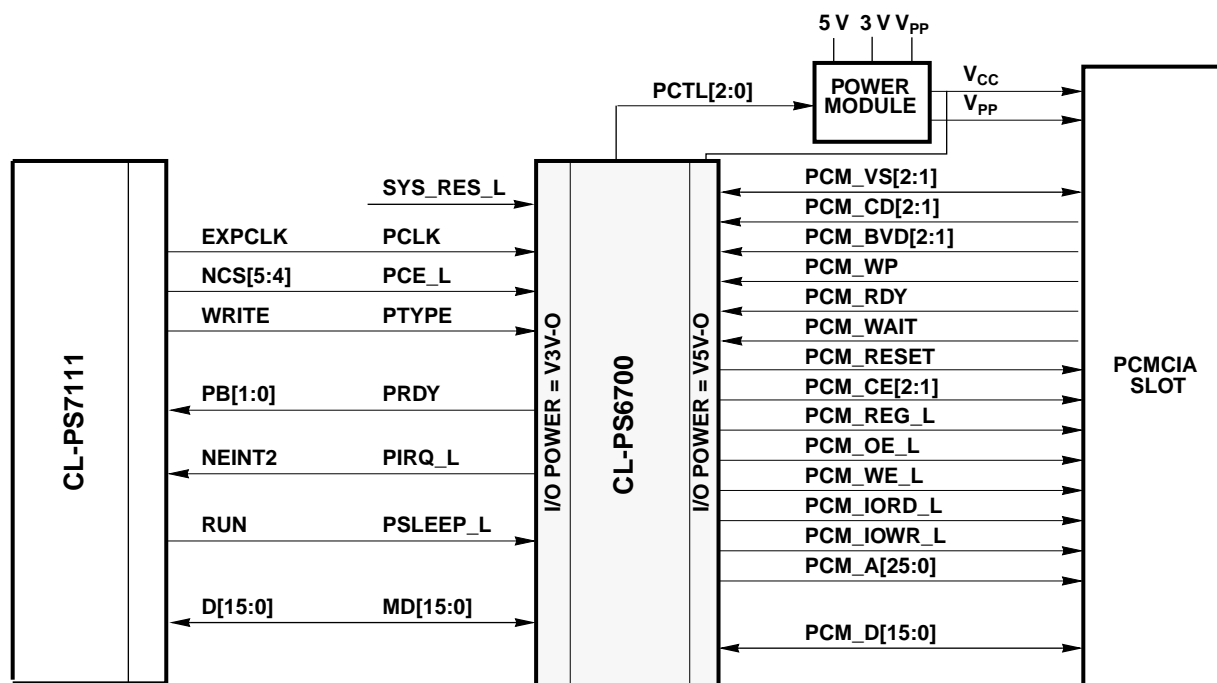 5 V 3 V VPP
POWER
MODULE
PCTL[2:0]
VCC
VPP
CL-PS7111
SYS_RES_L
EXPCLK PCLK
NCS[5:4] PCE_L
WRITE PTYPE
PB[1:0] PRDY
NEINT2 PIRQ_L
RUN PSLEEP_L
D[15:0] MD[15:0]
I/O POWER = V3V-O
CL-PS6700
I/O POWER = V5V-O
PCM_VS[2:1]
PCM_CD[2:1]
PCM_BVD[2:1]
PCM_WP
PCM_RDY
PCM_WAIT
PCM_RESET
PCM_CE[2:1]
PCM_REG_L
PCM_OE_L
PCM_WE_L
PCM_IORD_L
PCM_IOWR_L
PCM_A[25:0]
PCM_D[15:0]
PCMCIA
SLOT